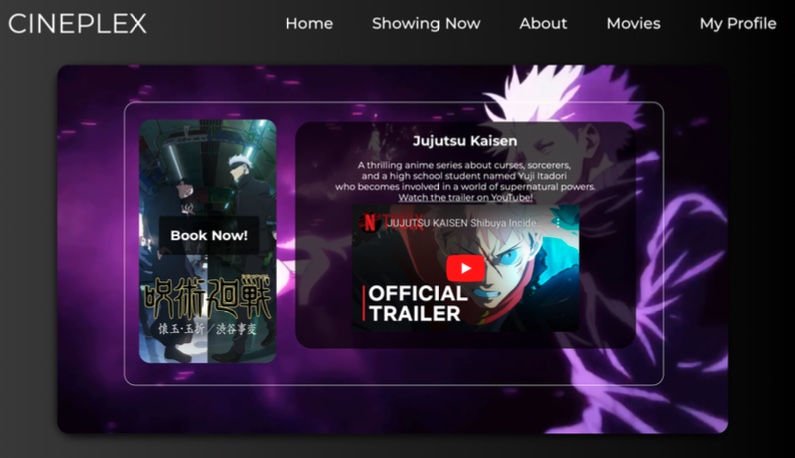 CINEPLEX
Home Showing Now About Movies My Profile
Book Now!
呪術廻戦
懐玉・玉折／渋谷事変
Jujutsu Kaisen
A thrilling anime series about curses, sorcerers,
and a high school student named Yuji Itadori
who becomes involved in a world of supernatural powers.
Watch the trailer on YouTube!
N JUJUTSU KAISEN Shibuya Incide
OFFICIAL
TRAILER